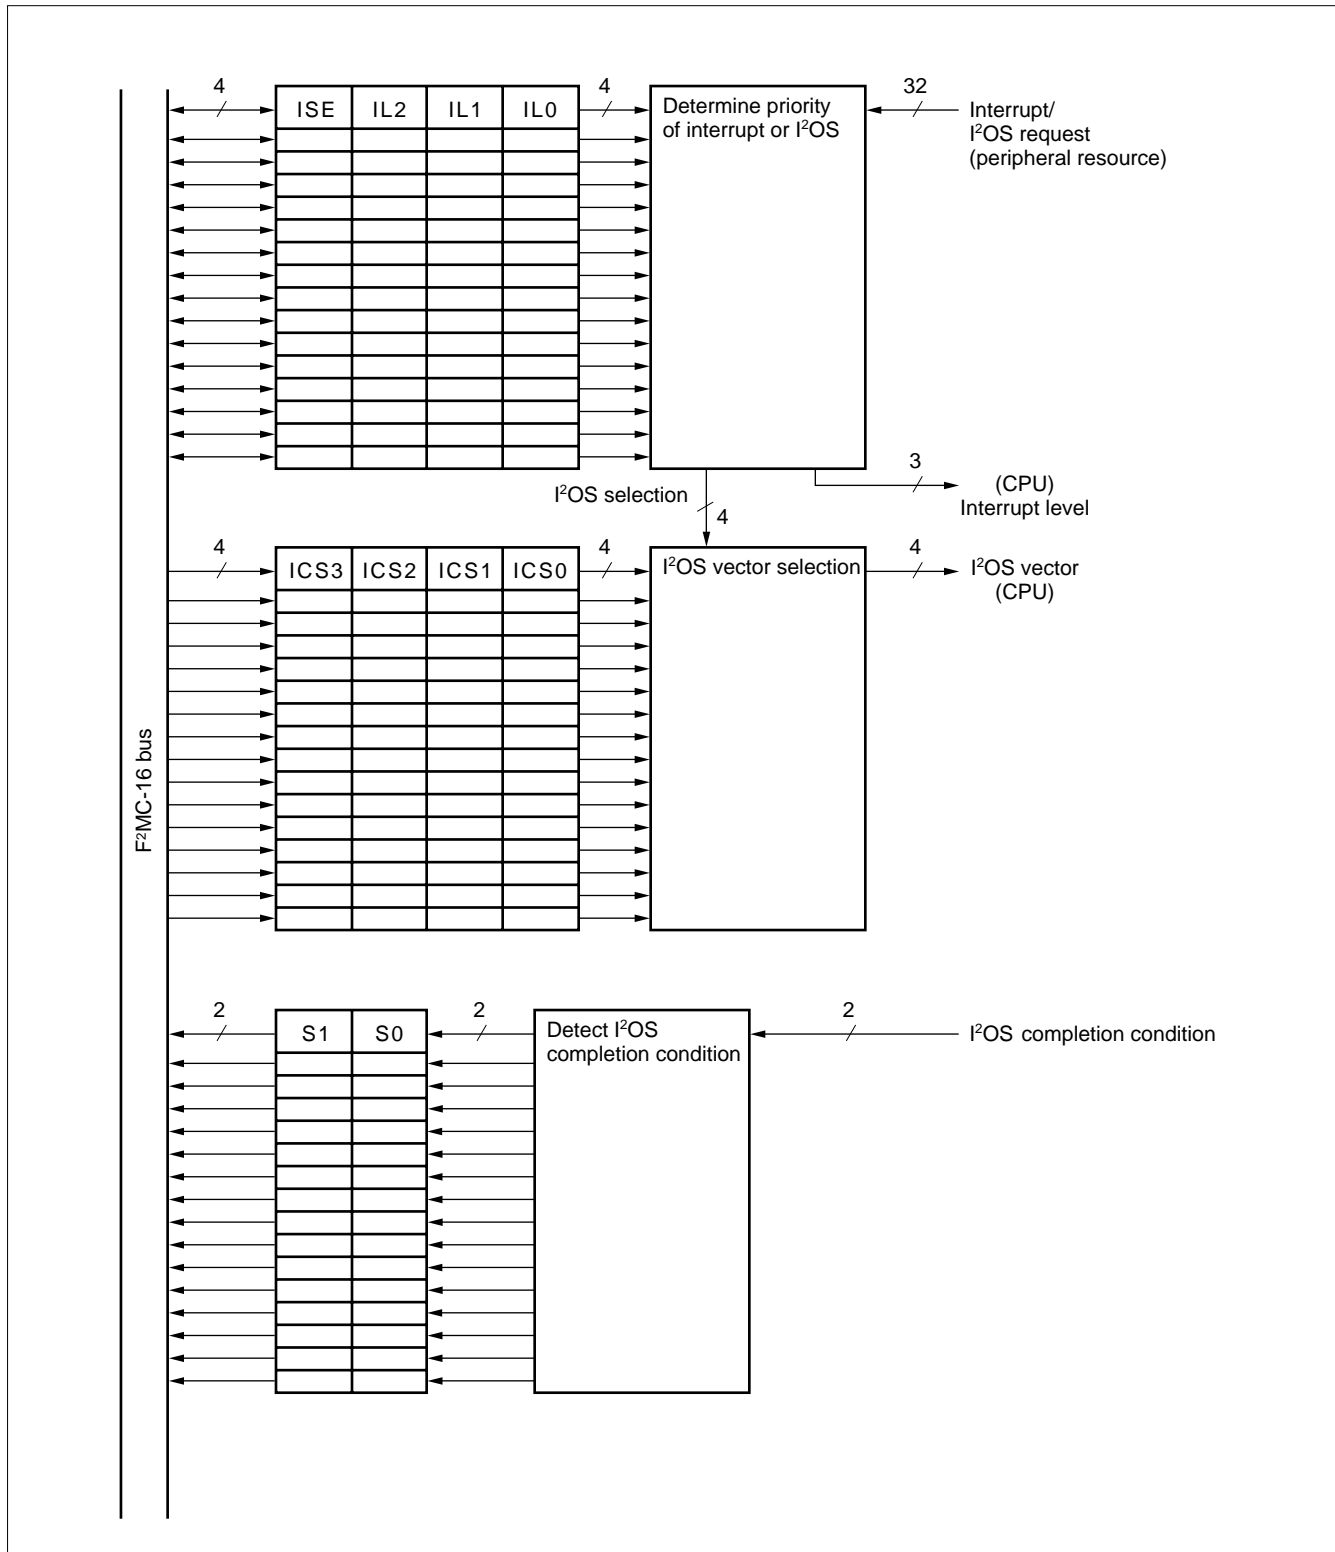 4
4
32
ISE IL2 IL1 IL0
Determine priority
of interrupt or I²OS
Interrupt/
I²OS request
(peripheral resource)
3
(CPU)
Interrupt level
I²OS selection
4
4
4
4
ICS3 ICS2 ICS1 ICS0
I²OS vector selection
I²OS vector
(CPU)
F²MC-16 bus
2
2
2
S1 S0
Detect I²OS
completion condition
I²OS completion condition